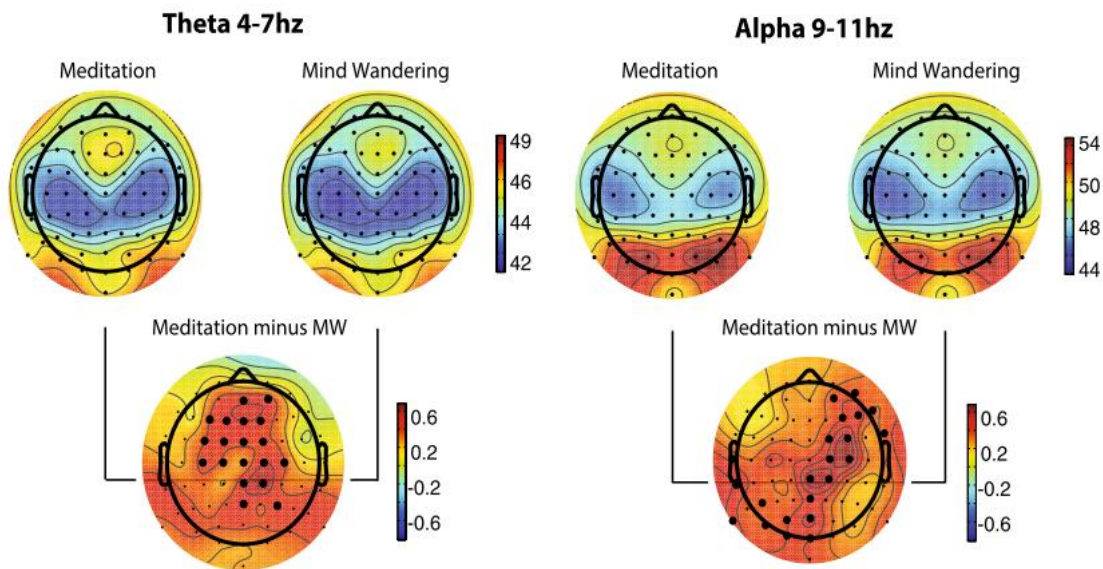 Theta 4-7hz
Alpha 9-11hz
Meditation
Mind Wandering
Meditation
Mind Wandering
49
46
44
42
54
50
48
44
Meditation minus MW
Meditation minus MW
0.6
0.2
-0.2
-0.6
0.6
0.2
-0.2
-0.6